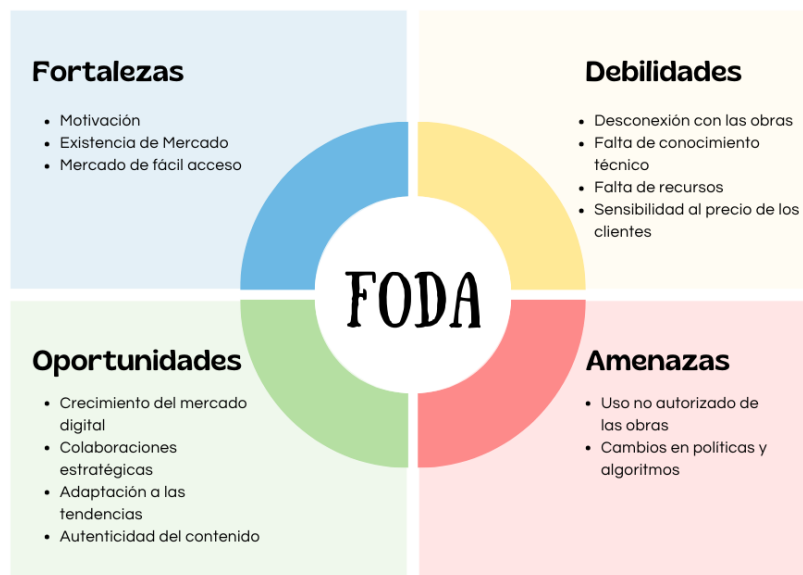 Fortalezas
• Motivación
• Existencia de Mercado
• Mercado de fácil acceso
Debilidades
• Desconexión con las obras
• Falta de conocimiento
técnico
• Falta de recursos
• Sensibilidad al precio de los
clientes
FODA
Oportunidades
• Crecimiento del mercado
digital
• Colaboraciones
estratégicas
• Adaptación a las
tendencias
• Autenticidad del contenido
Amenazas
• Uso no autorizado de
las obras
• Cambios en políticas y
algoritmos